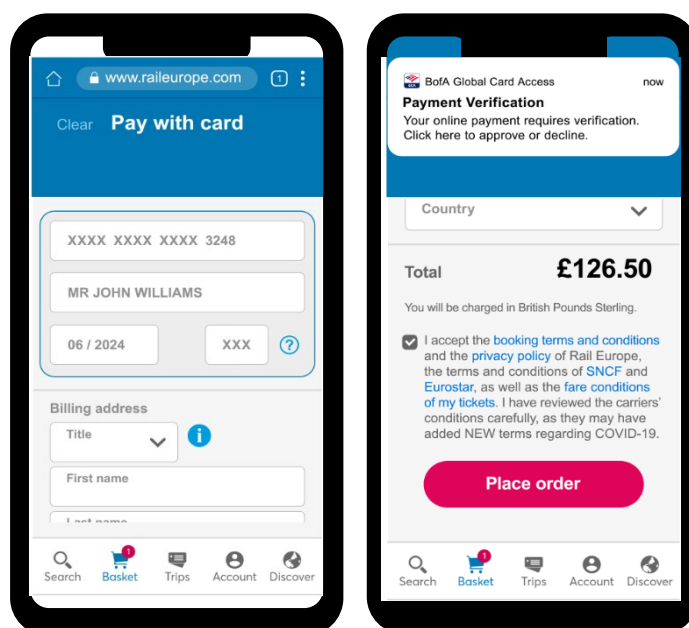 www.raileurope.com
1
Clear Pay with card
XXXX XXXX XXXX 3248
MR JOHN WILLIAMS
06 / 2024
XXX
?
Billing address
Title
i
First name
Last name
1
Search Basket Trips Account Discover
BofA Global Card Access now
Payment Verification
Your online payment requires verification.
Click here to approve or decline.
Country
Total £126.50
You will be charged in British Pounds Sterling.
I accept the booking terms and conditions
and the privacy policy of Rail Europe,
the terms and conditions of SNCF and
Eurostar, as well as the fare conditions
of my tickets. I have reviewed the carriers'
conditions carefully, as they may have
added NEW terms regarding COVID-19.
Place order
1
Search Basket Trips Account Discover